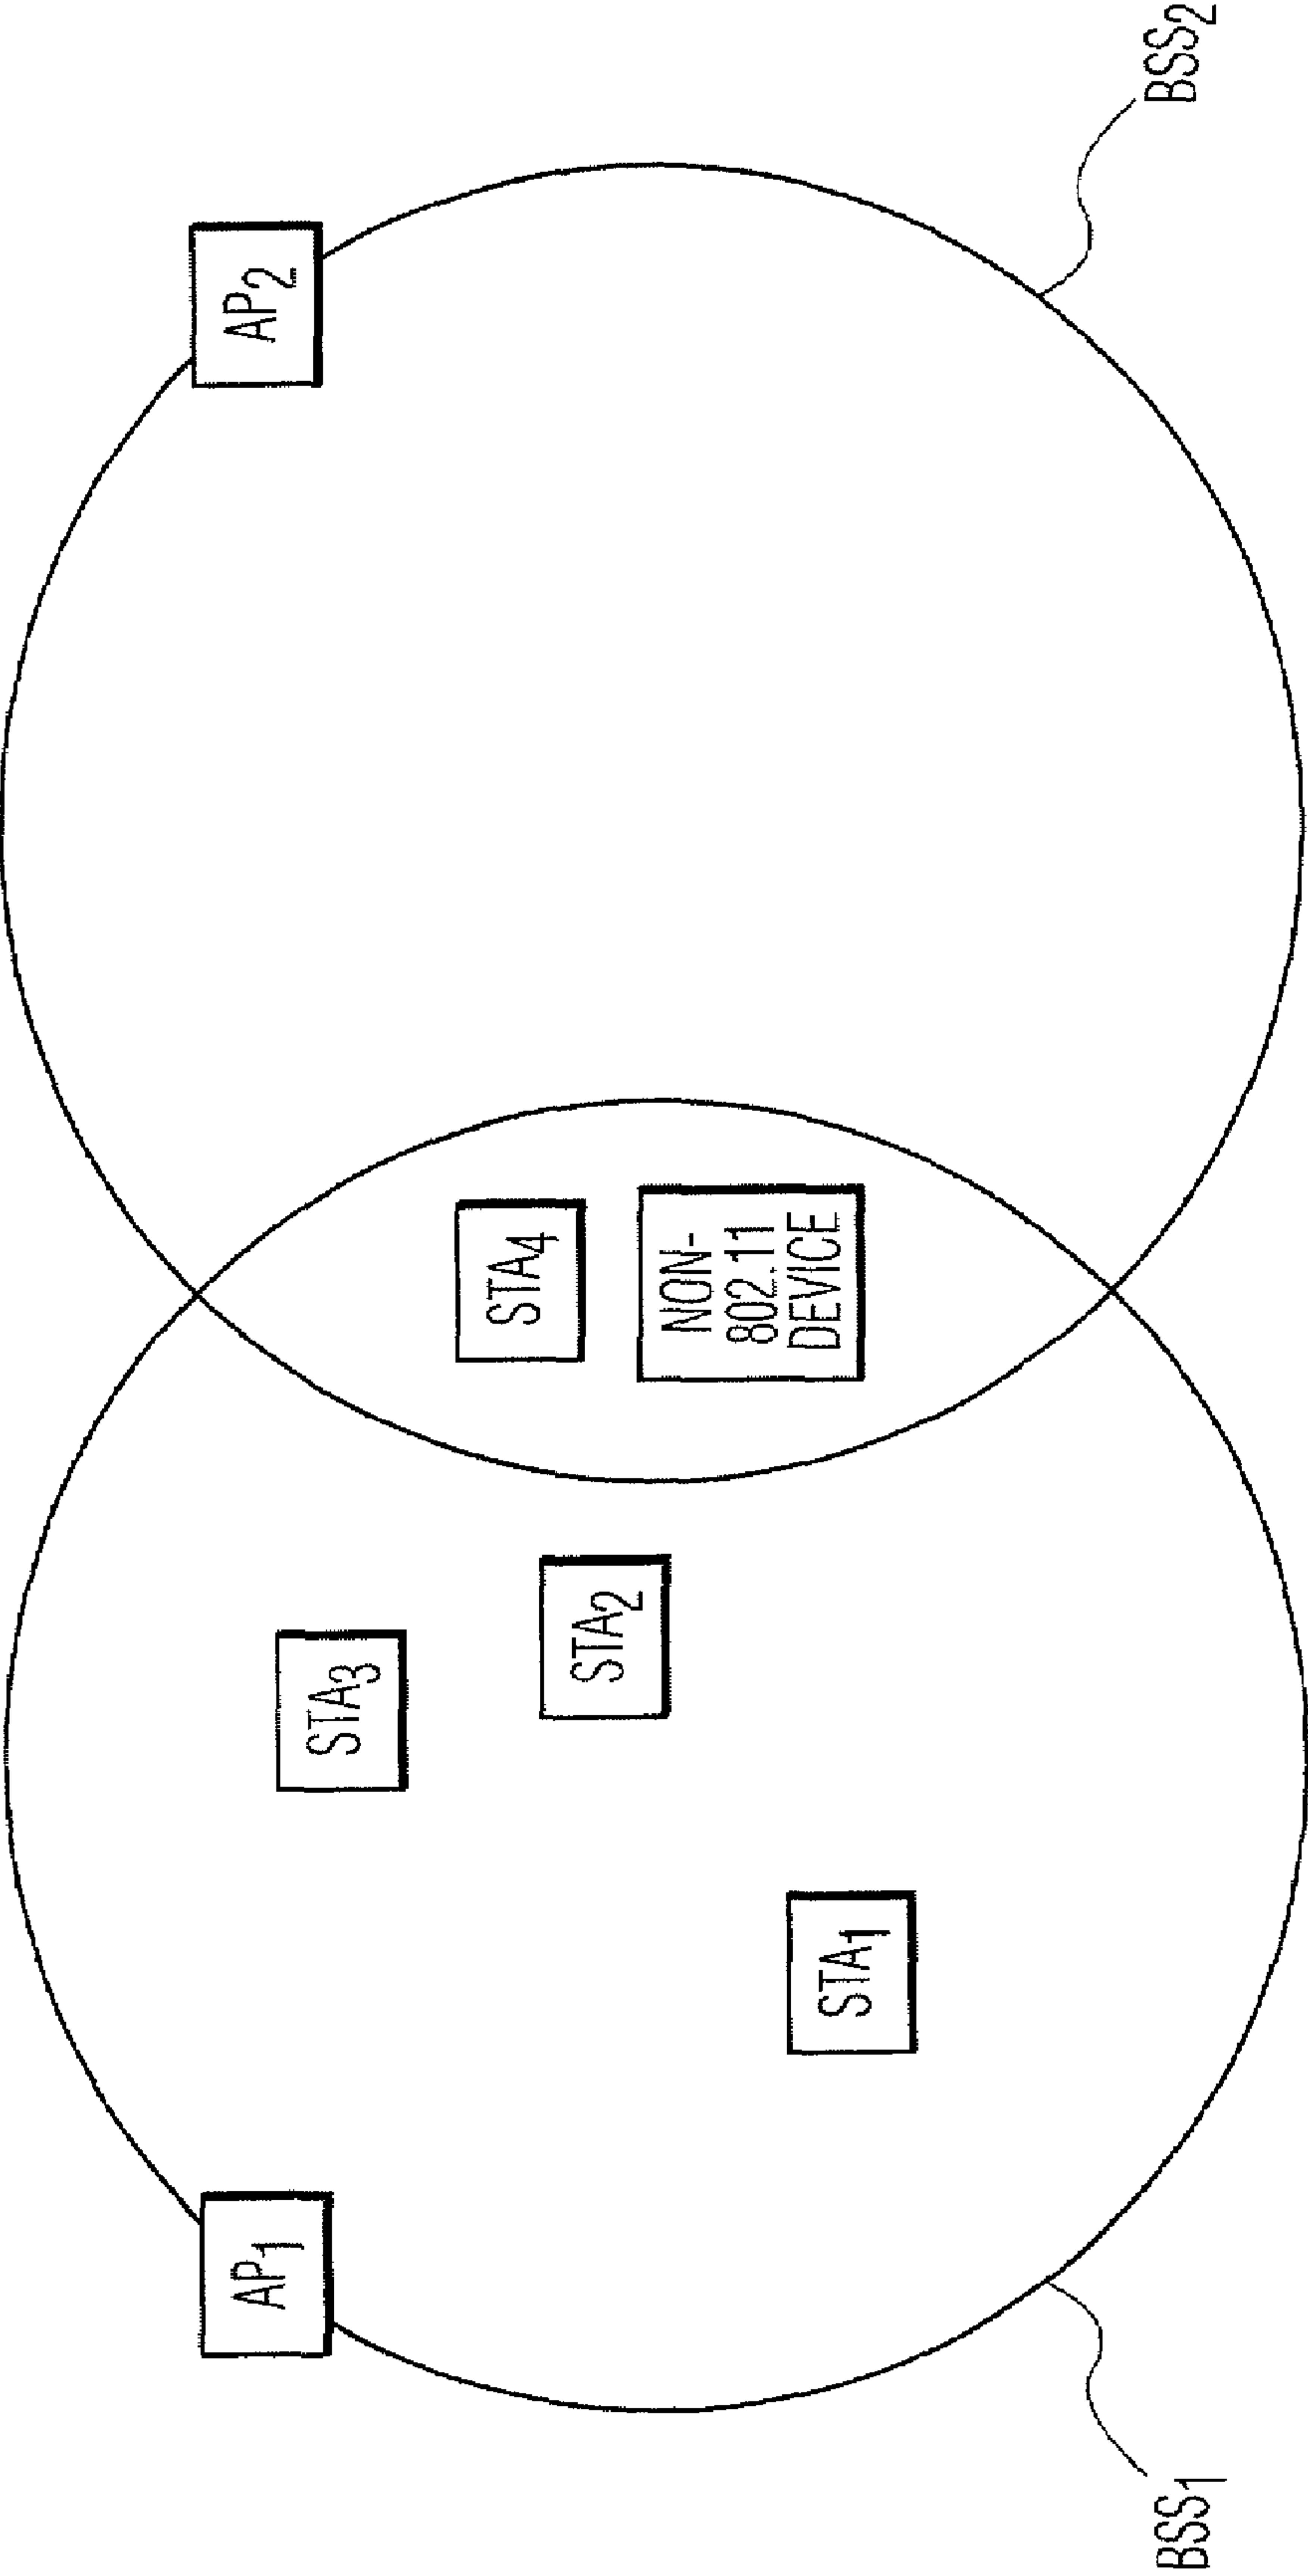 AP₁
AP₂
STA₃
STA₂
STA₄
NON-
802.11
DEVICE
STA₁
BSS₁
BSS₂